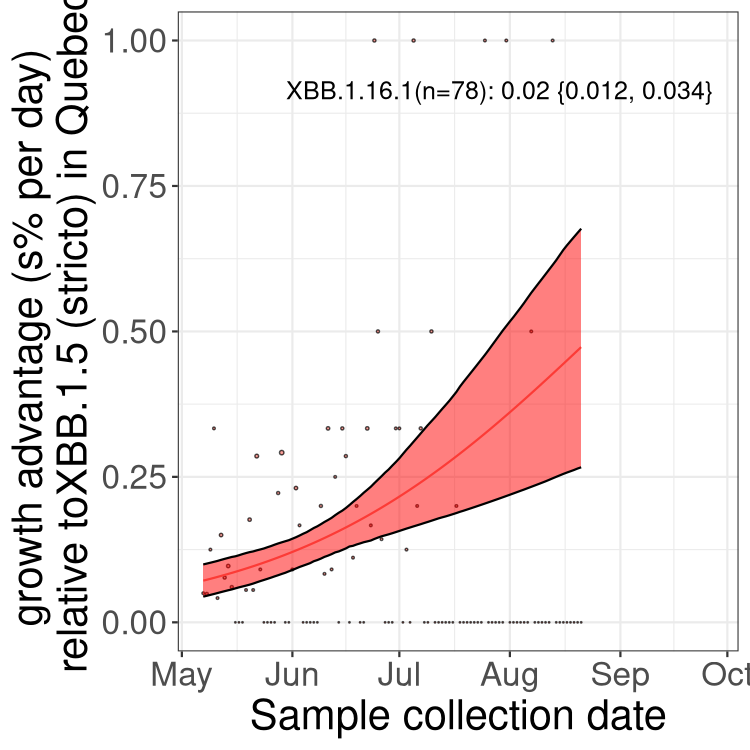 growth advantage (s% per day)
relative toXBB.1.5 (stricto) in Quebec
1.00
XBB.1.16.1(n=78): 0.02 {0.012, 0.034}
0.75
0.50
0.25
0.00
May Jun Jul Aug Sep Oct
Sample collection date